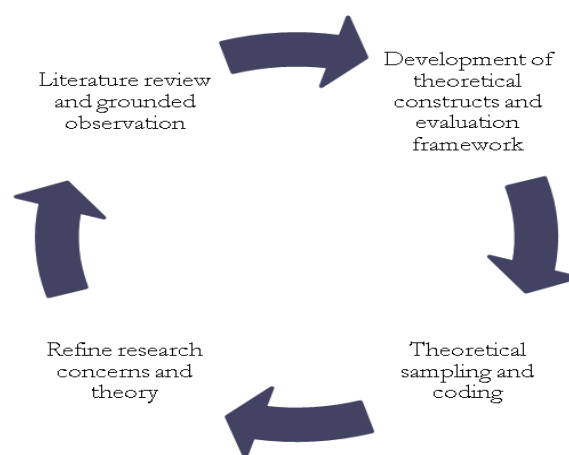 Literature review
and grounded
observation
Development of
theoretical
constructs and
evaluation
framework
Theoretical
sampling and
coding
Refine research
concerns and
theory